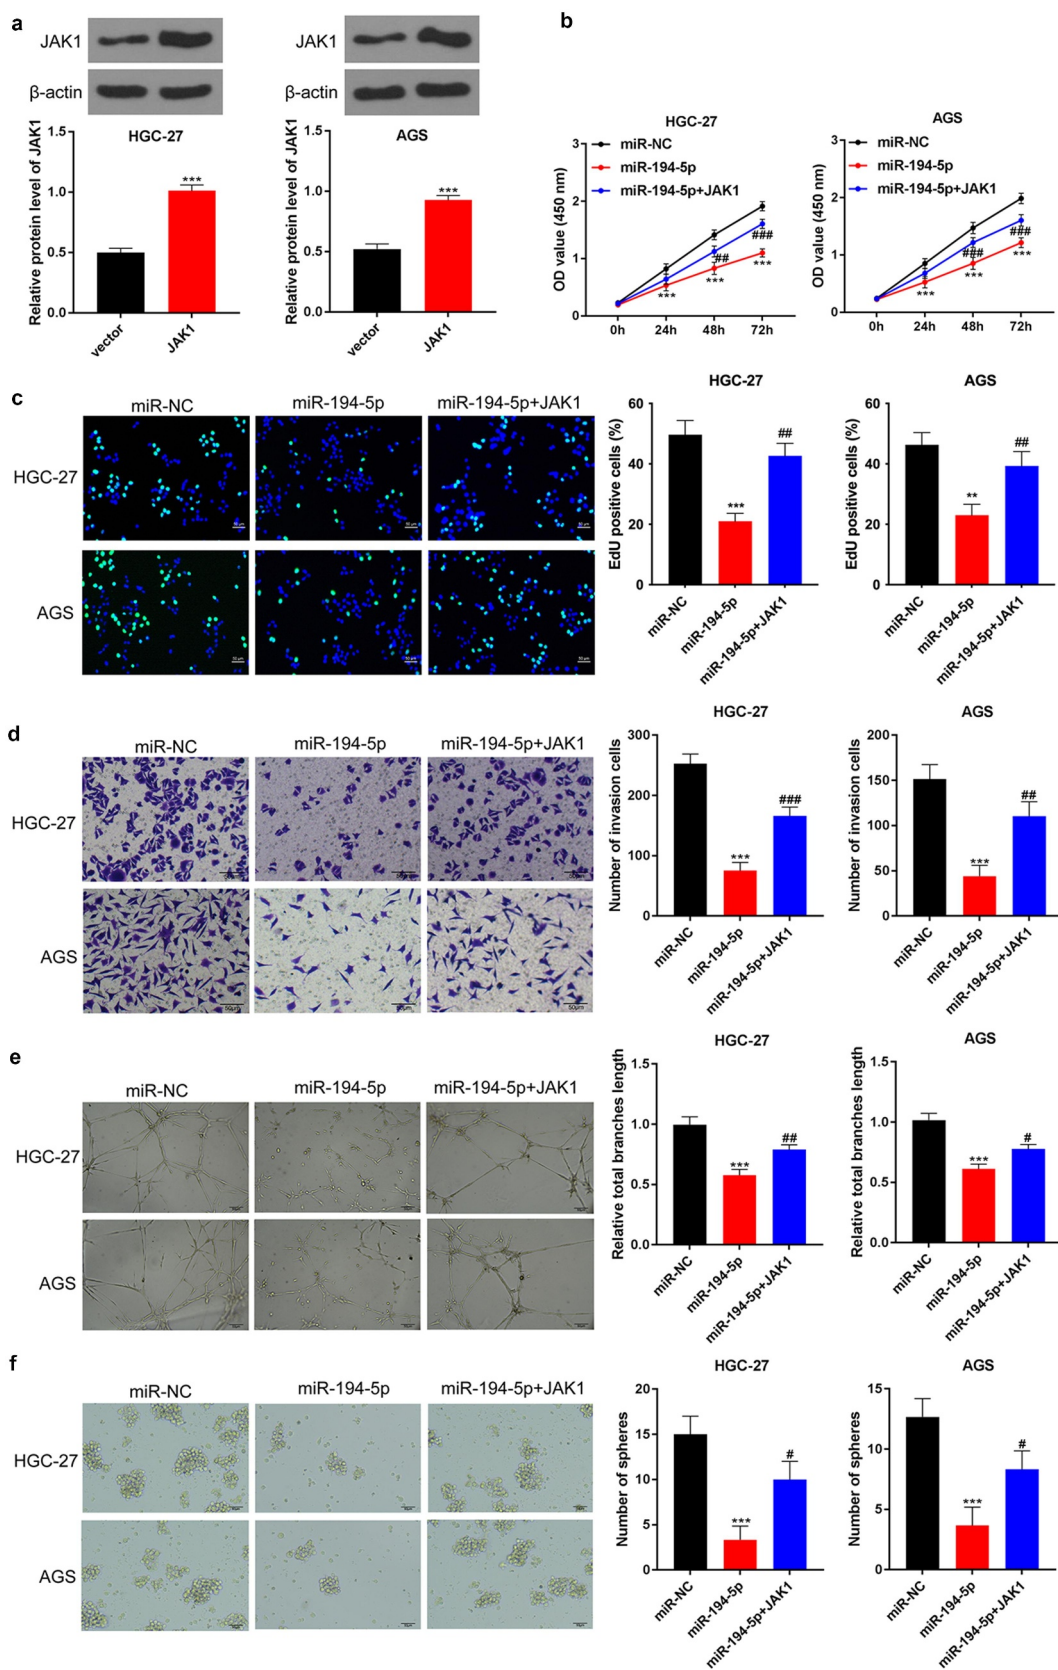 a
JAK1
β-actin
HGC-27
Relative protein level of JAK1
1.5
1.0
0.5
0.0
***
vector
JAK1
JAK1
β-actin
AGS
Relative protein level of JAK1
1.5
1.0
0.5
0.0
***
vector
JAK1
b
HGC-27
miR-NC
miR-194-5p
miR-194-5p+JAK1
OD value (450 nm)
3
2
1
0
***
##
***
###
***
0h 24h 48h 72h
AGS
miR-NC
miR-194-5p
miR-194-5p+JAK1
OD value (450 nm)
3
2
1
0
***
###
***
###
***
0h 24h 48h 72h
c
miR-NC miR-194-5p miR-194-5p+JAK1
HGC-27
AGS
HGC-27
EdU positive cells (%)
60
40
20
0
***
##
miR-NC
miR-194-5p
miR-194-5p+JAK1
AGS
EdU positive cells (%)
60
40
20
0
**
##
miR-NC
miR-194-5p
miR-194-5p+JAK1
d
miR-NC miR-194-5p miR-194-5p+JAK1
HGC-27
AGS
50μm
50μm
50μm
HGC-27
Number of invasion cells
300
200
100
0
***
###
miR-NC
miR-194-5p
miR-194-5p+JAK1
AGS
Number of invasion cells
200
150
100
50
0
***
##
miR-NC
miR-194-5p
miR-194-5p+JAK1
e
miR-NC miR-194-5p miR-194-5p+JAK1
HGC-27
AGS
HGC-27
Relative total branches length
1.5
1.0
0.5
0.0
***
##
miR-NC
miR-194-5p
miR-194-5p+JAK1
AGS
Relative total branches length
1.5
1.0
0.5
0.0
***
#
miR-NC
miR-194-5p
miR-194-5p+JAK1
f
miR-NC miR-194-5p miR-194-5p+JAK1
HGC-27
AGS
HGC-27
Number of spheres
20
15
10
5
0
***
#
miR-NC
miR-194-5p
miR-194-5p+JAK1
AGS
Number of spheres
15
10
5
0
***
#
miR-NC
miR-194-5p
miR-194-5p+JAK1